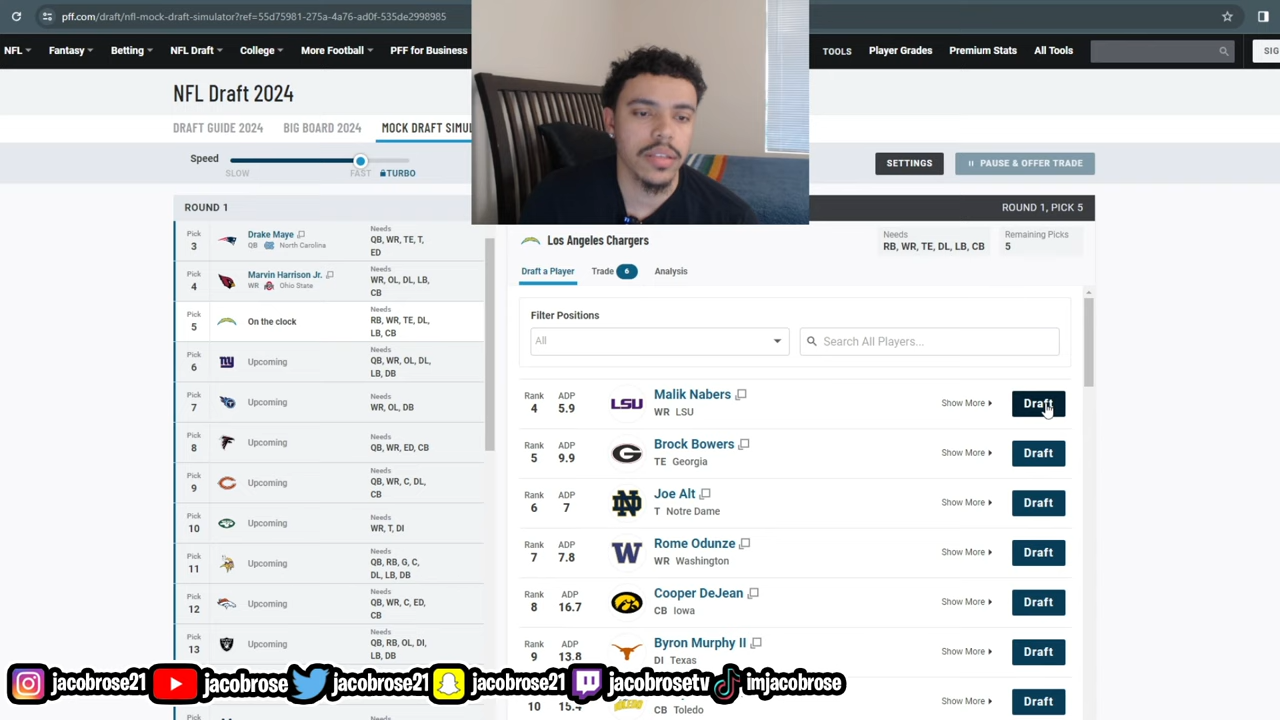 pff.com/draft/nfl-mock-draft-simulator?ref=55d75981-275a-4a76-ad0f-535de2998985
NFL Fantasy Betting NFL Draft College More Football PFF for Business TOOLS Player Grades Premium Stats All Tools SIG
NFL Draft 2024
DRAFT GUIDE 2024 BIG BOARD 2024 MOCK DRAFT SIMU
Speed
SLOW FAST TURBO
SETTINGS
PAUSE & OFFER TRADE
ROUND 1
Pick 3
Drake Maye
QB North Carolina
Needs
QB, WR, TE, T, ED
Pick 4
Marvin Harrison Jr.
WR Ohio State
Needs
WR, OL, DL, LB, CB
Pick 5
On the clock
Needs
RB, WR, TE, DL, LB, CB
Pick 6
Upcoming
Needs
QB, WR, OL, DL, LB, DB
Pick 7
Upcoming
Needs
WR, OL, DB
Pick 8
Upcoming
Needs
QB, WR, ED, CB
Pick 9
Upcoming
Needs
QB, WR, C, DL, CB
Pick 10
Upcoming
Needs
WR, T, DI
Pick 11
Upcoming
Needs
QB, RB, G, C, DL, LB, DB
Pick 12
Upcoming
Needs
QB, WR, C, ED, CB
Pick 13
Upcoming
Needs
QB, RB, OL, DI, LB, DB
ROUND 1, PICK 5
Los Angeles Chargers
Needs
RB, WR, TE, DL, LB, CB
Remaining Picks
5
Draft a Player Trade 6 Analysis
Filter Positions
All
Search All Players...
Rank 4 ADP 5.9 LSU Malik Nabers WR LSU Show More Draft
Rank 5 ADP 9.9 Brock Bowers TE Georgia Show More Draft
Rank 6 ADP 7 Joe Alt T Notre Dame Show More Draft
Rank 7 ADP 7.8 Rome Odunze WR Washington Show More Draft
Rank 8 ADP 16.7 Cooper DeJean CB Iowa Show More Draft
Rank 9 ADP 13.8 Byron Murphy II DI Texas Show More Draft
10 15.4 CB Toledo Show More Draft
jacobrose21 jacobrose jacobrose21 jacobrose21 jacobrosetv imjacobrose